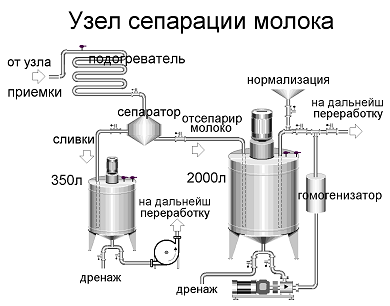 Узел сепарации молока
от узла
приемки
подогреватель
нормализация
сепаратор
отсепарир
молоко
на дальнейш
переработку
сливки
350л
2000л
гомогенизатор
на дальнейш
переработку
дренаж
дренаж